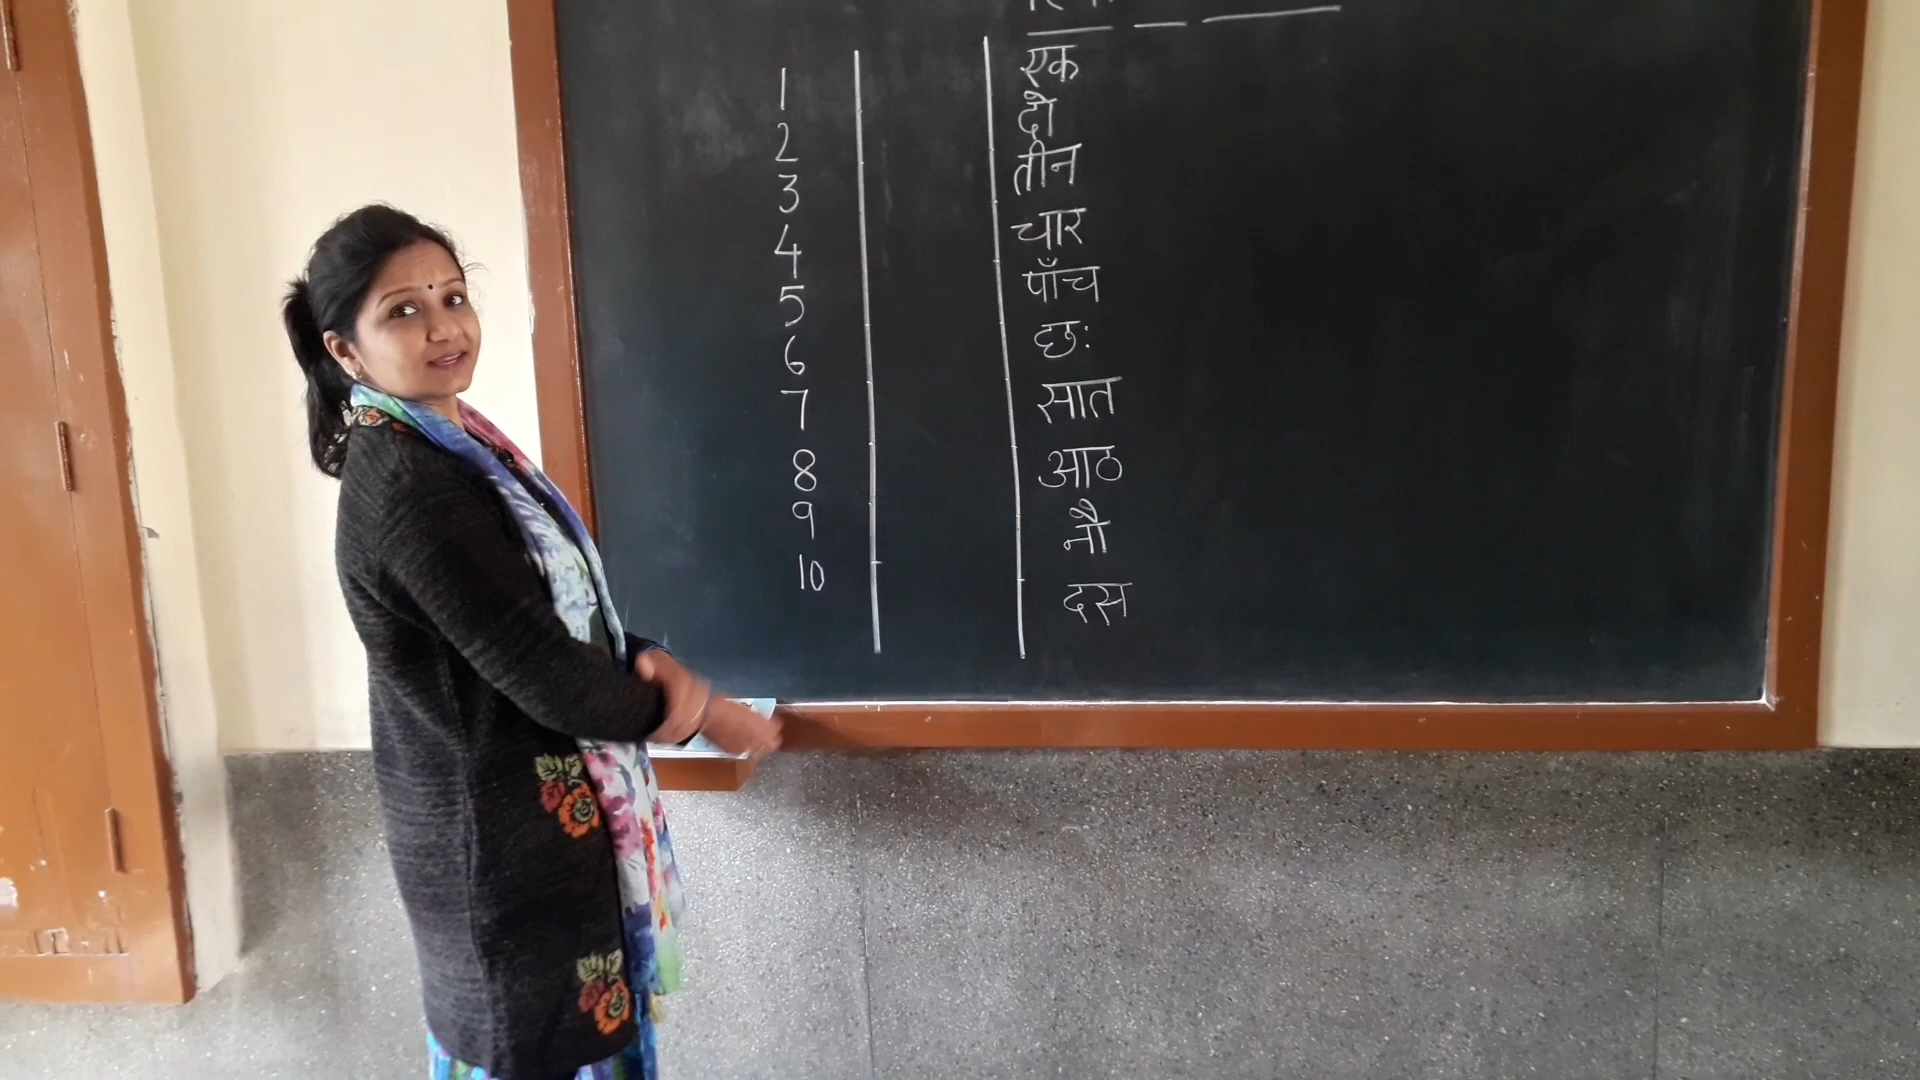 1 एक
2 दो
3 तीन
4 चार
5 पाँच
6 छः
7 सात
8 आठ
9 नौ
10 दस